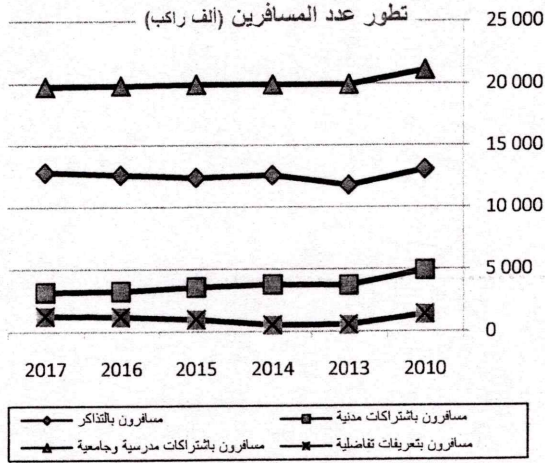 تطور عدد المسافرين (ألف راكب)
25 000
20 000
15 000
10 000
5 000
0
2010 2013 2014 2015 2016 2017
مسافرون باشتراكات مدنية مسافرون بالتذاكر
مسافرون بتعريفات تفاضلية مسافرون باشتراكات مدرسية وجامعية